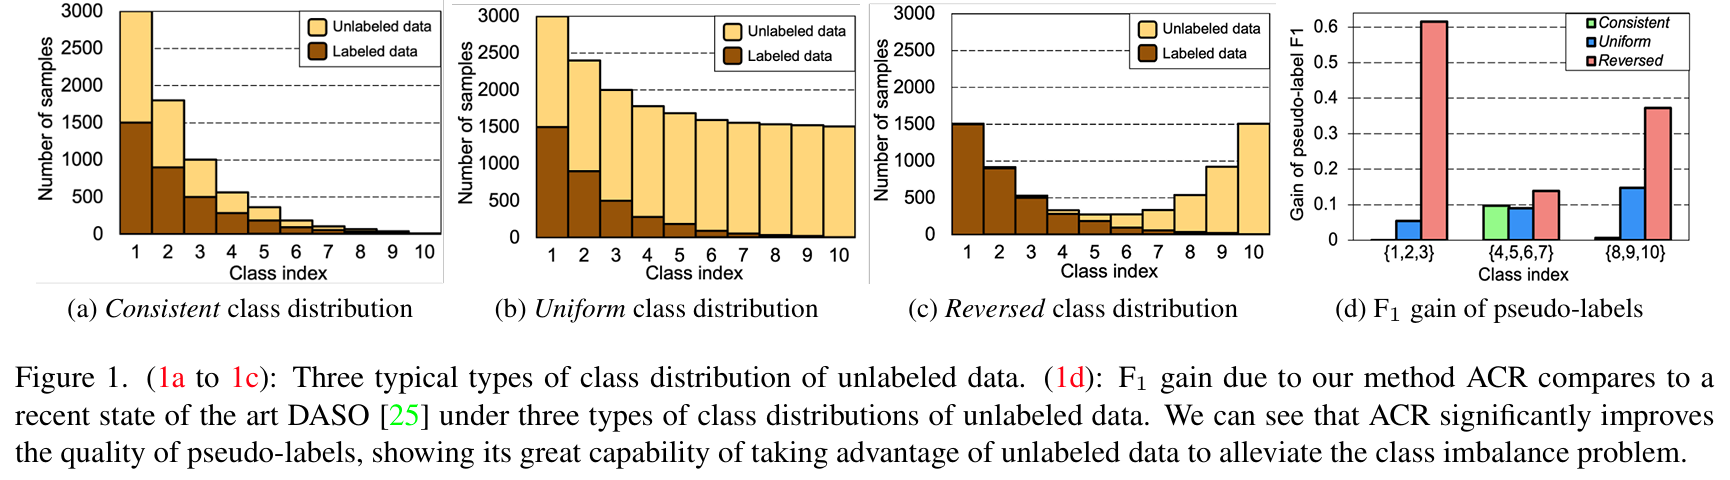 3000
2500
2000
1500
1000
500
0
Number of samples
Unlabeled data
Labeled data
1 2 3 4 5 6 7 8 9 10
Class index
(a) Consistent class distribution
3000
2500
2000
1500
1000
500
0
Number of samples
Unlabeled data
Labeled data
1 2 3 4 5 6 7 8 9 10
Class index
(b) Uniform class distribution
3000
2500
2000
1500
1000
500
0
Number of samples
Unlabeled data
Labeled data
1 2 3 4 5 6 7 8 9 10
Class index
(c) Reversed class distribution
0.6
0.5
0.4
0.3
0.2
0.1
0
Gain of pseudo-label F1
Consistent
Uniform
Reversed
{1,2,3} {4,5,6,7} {8,9,10}
Class index
(d) F₁ gain of pseudo-labels
Figure 1. (1a to 1c): Three typical types of class distribution of unlabeled data. (1d): F₁ gain due to our method ACR compares to a
recent state of the art DASO [25] under three types of class distributions of unlabeled data. We can see that ACR significantly improves
the quality of pseudo-labels, showing its great capability of taking advantage of unlabeled data to alleviate the class imbalance problem.